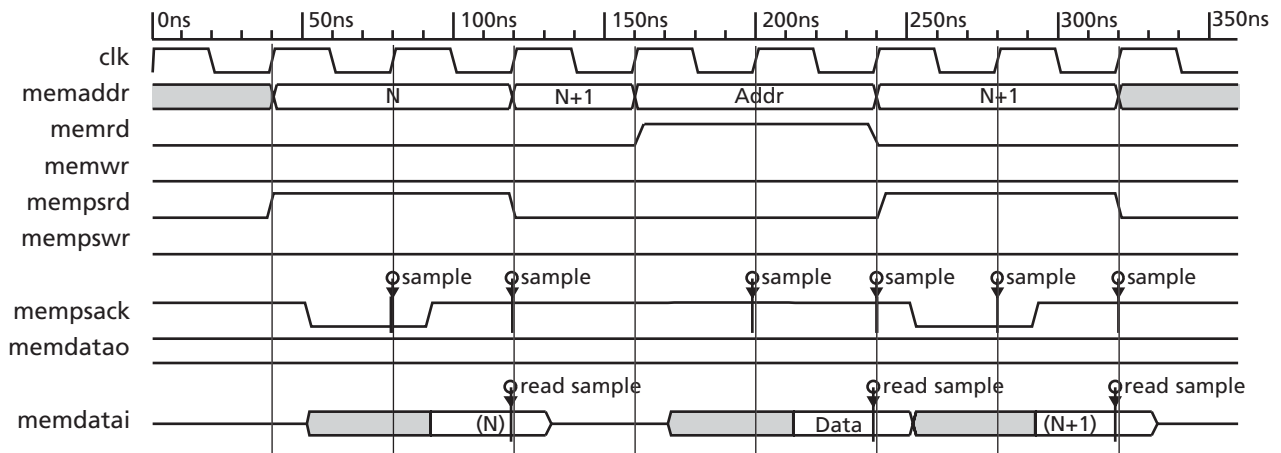 0ns 50ns 100ns 150ns 200ns 250ns 300ns 350ns
clk
memaddr N N+1 Addr N+1
memrd
memwr
mempsrd
mempswr
sample sample sample sample sample sample
mempsack
memdatao
read sample read sample read sample
memdatai (N) Data (N+1)